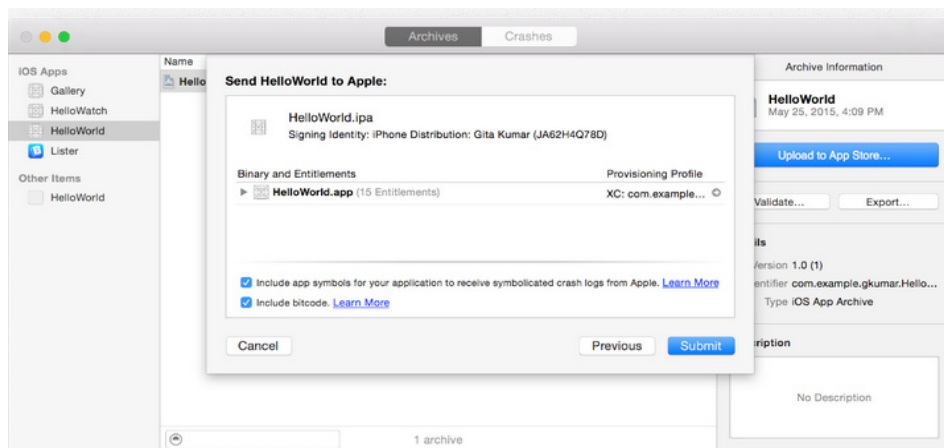 Archives
Crashes
iOS Apps
Gallery
HelloWatch
HelloWorld
Lister
Other Items
HelloWorld
Name
Hello
Send HelloWorld to Apple:
HelloWorld.ipa
Signing Identity: iPhone Distribution: Gita Kumar (JA62H4Q78D)
Binary and Entitlements Provisioning Profile
HelloWorld.app (15 Entitlements) XC: com.example...
Include app symbols for your application to receive symbolicated crash logs from Apple. Learn More
Include bitcode. Learn More
Cancel
Previous
Submit
1 archive
Archive Information
HelloWorld
May 25, 2015, 4:09 PM
Upload to App Store...
Validate...
Export...
ils
Version 1.0 (1)
entifier com.example.gkumar.Hello...
Type iOS App Archive
ription
No Description